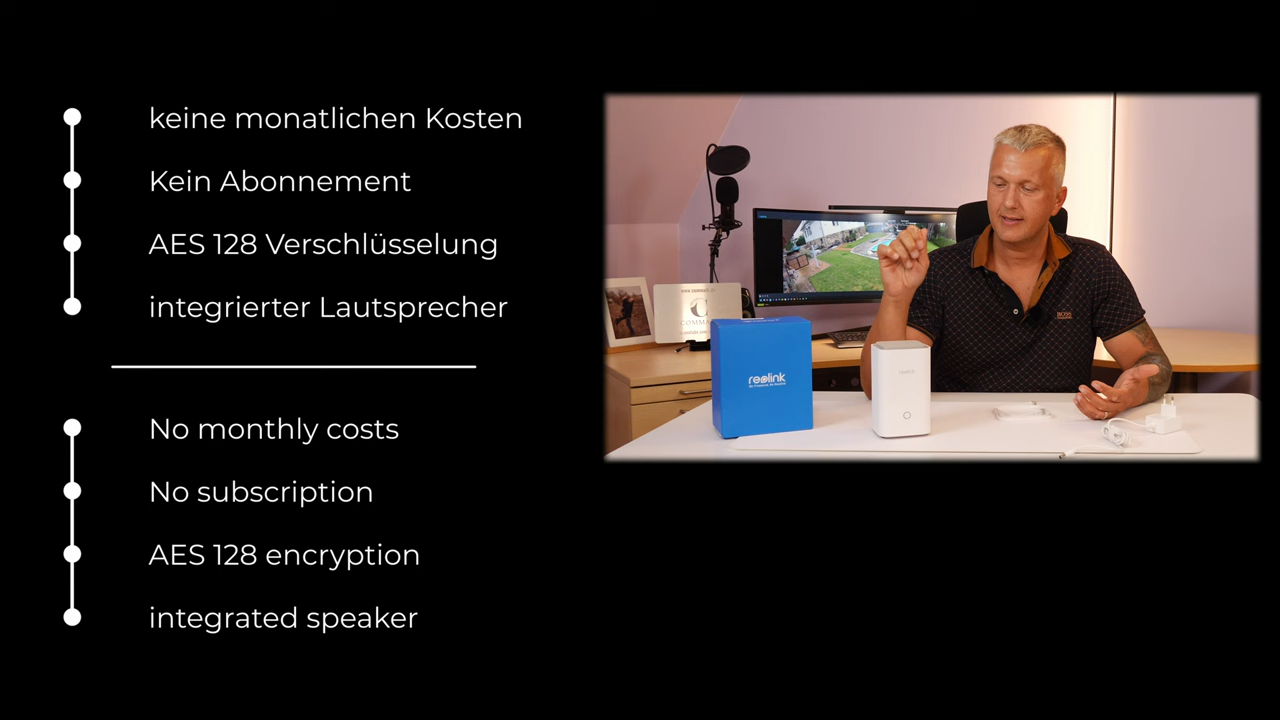 keine monatlichen Kosten
Kein Abonnement
AES 128 Verschlüsselung
integrierter Lautsprecher
No monthly costs
No subscription
AES 128 encryption
integrated speaker
reolink
BOSS